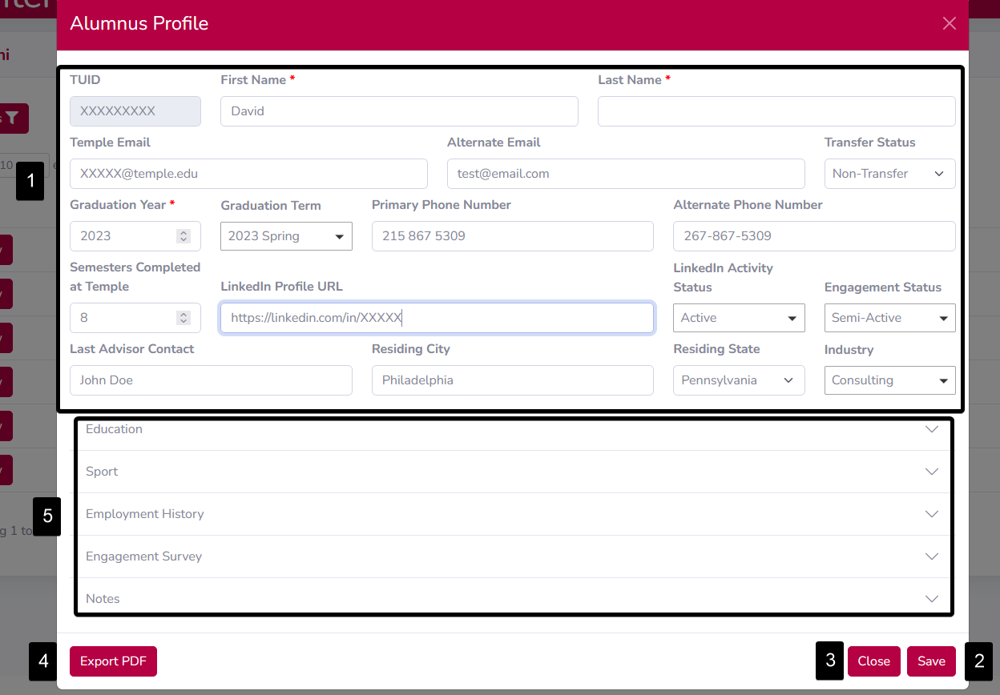 Alumnus Profile
TUID First Name * Last Name *
XXXXXXXXX David
Temple Email Alternate Email Transfer Status
XXXXX@temple.edu test@email.com Non-Transfer
10
1
Graduation Year * Graduation Term Primary Phone Number Alternate Phone Number
2023 2023 Spring 215 867 5309 267-867-5309
Semesters Completed
at Temple
LinkedIn Profile URL
LinkedIn Activity
Status
Engagement Status
8 https://linkedin.com/in/XXXXX Active Semi-Active
Last Advisor Contact Residing City Residing State Industry
John Doe Philadelphia Pennsylvania Consulting
Education
Sport
5 Employment History
g 1 to
Engagement Survey
Notes
4 Export PDF 3 Close Save 2